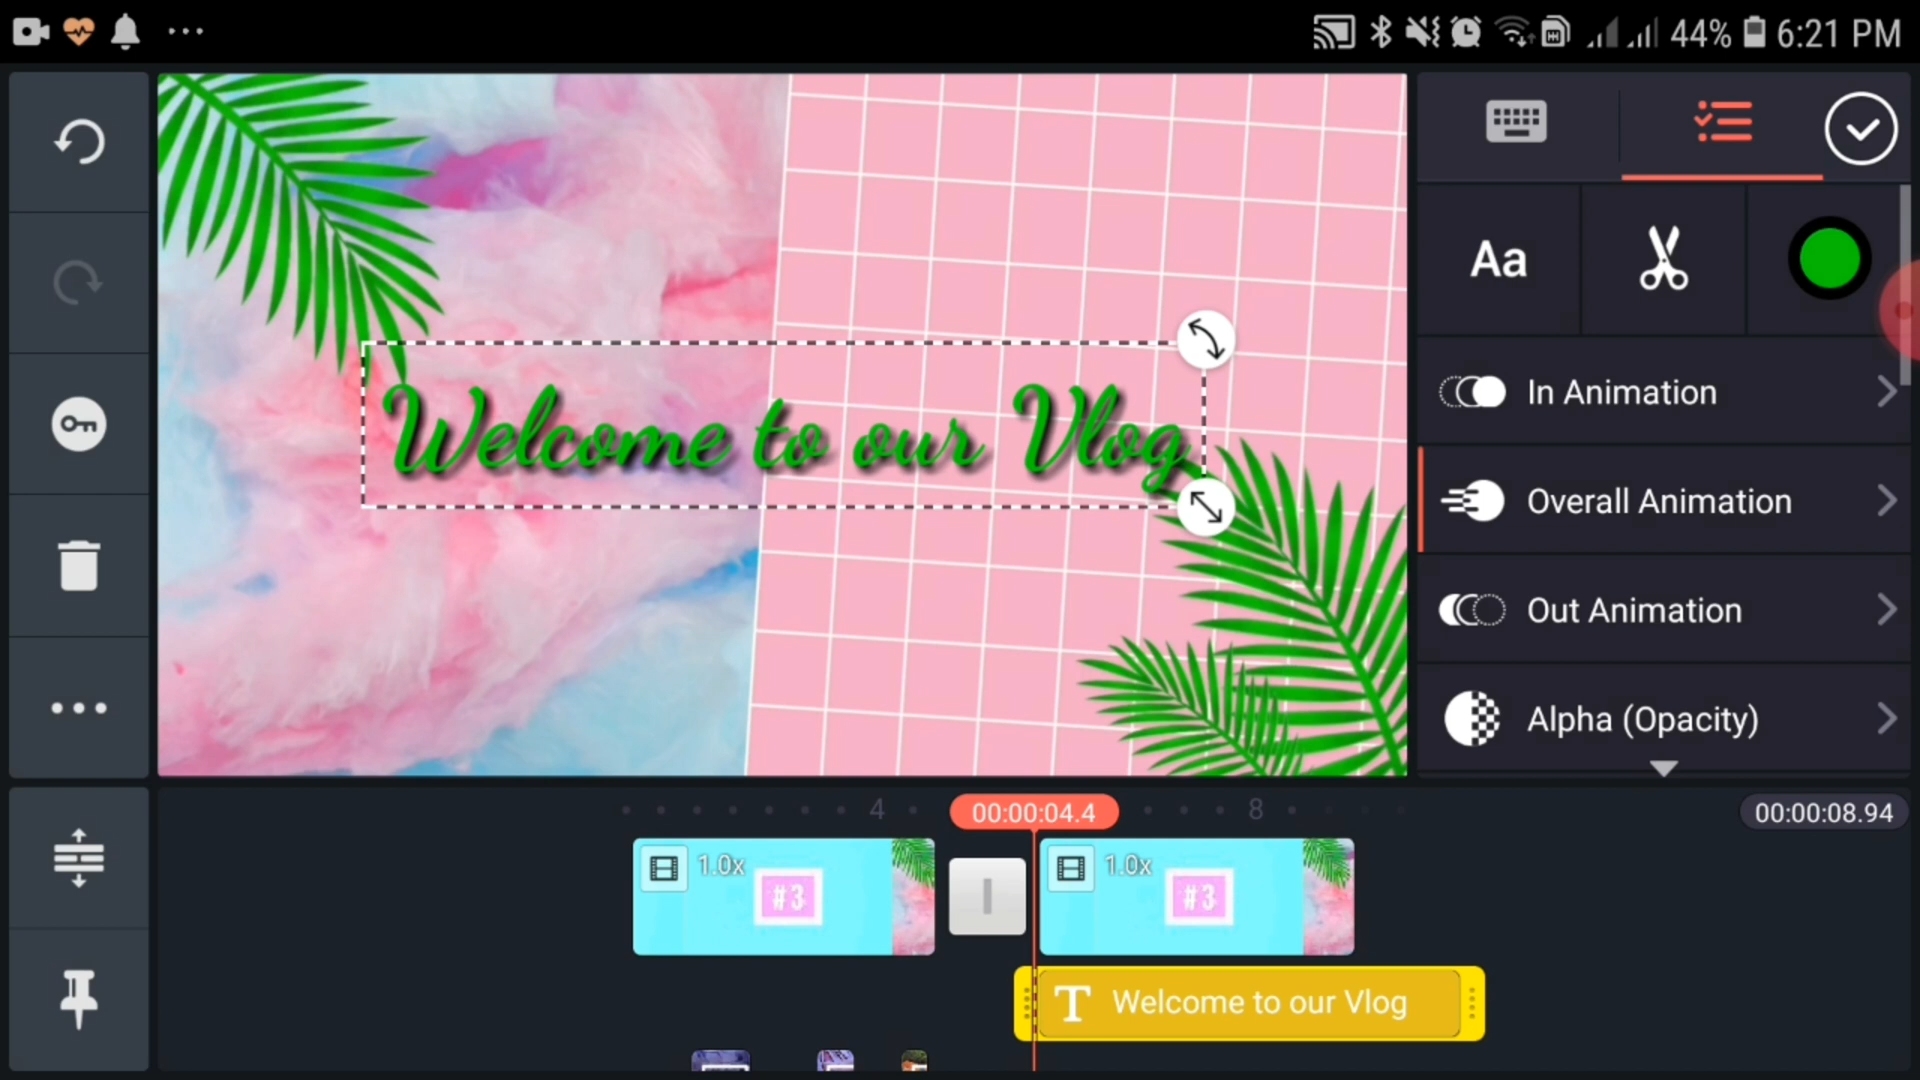 44% 6:21 PM
Welcome to our Vlog
Aa
In Animation
Overall Animation
Out Animation
Alpha (Opacity)
4
00:00:04.4
8
00:00:08.94
1.0x
#3
1.0x
#3
T Welcome to our Vlog